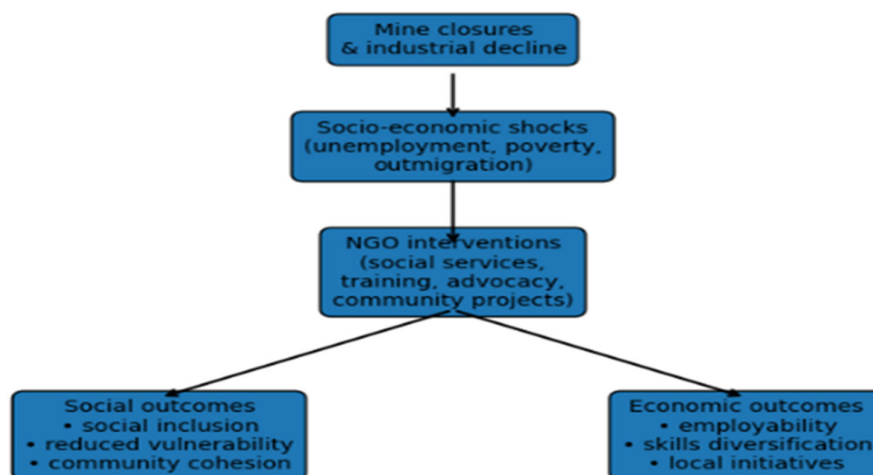 Mine closures
& industrial decline
Socio-economic shocks
(unemployment, poverty,
outmigration)
NGO interventions
(social services,
training, advocacy,
community projects)
Social outcomes
• social inclusion
• reduced vulnerability
• community cohesion
Economic outcomes
• employability
• skills diversification
• local initiatives